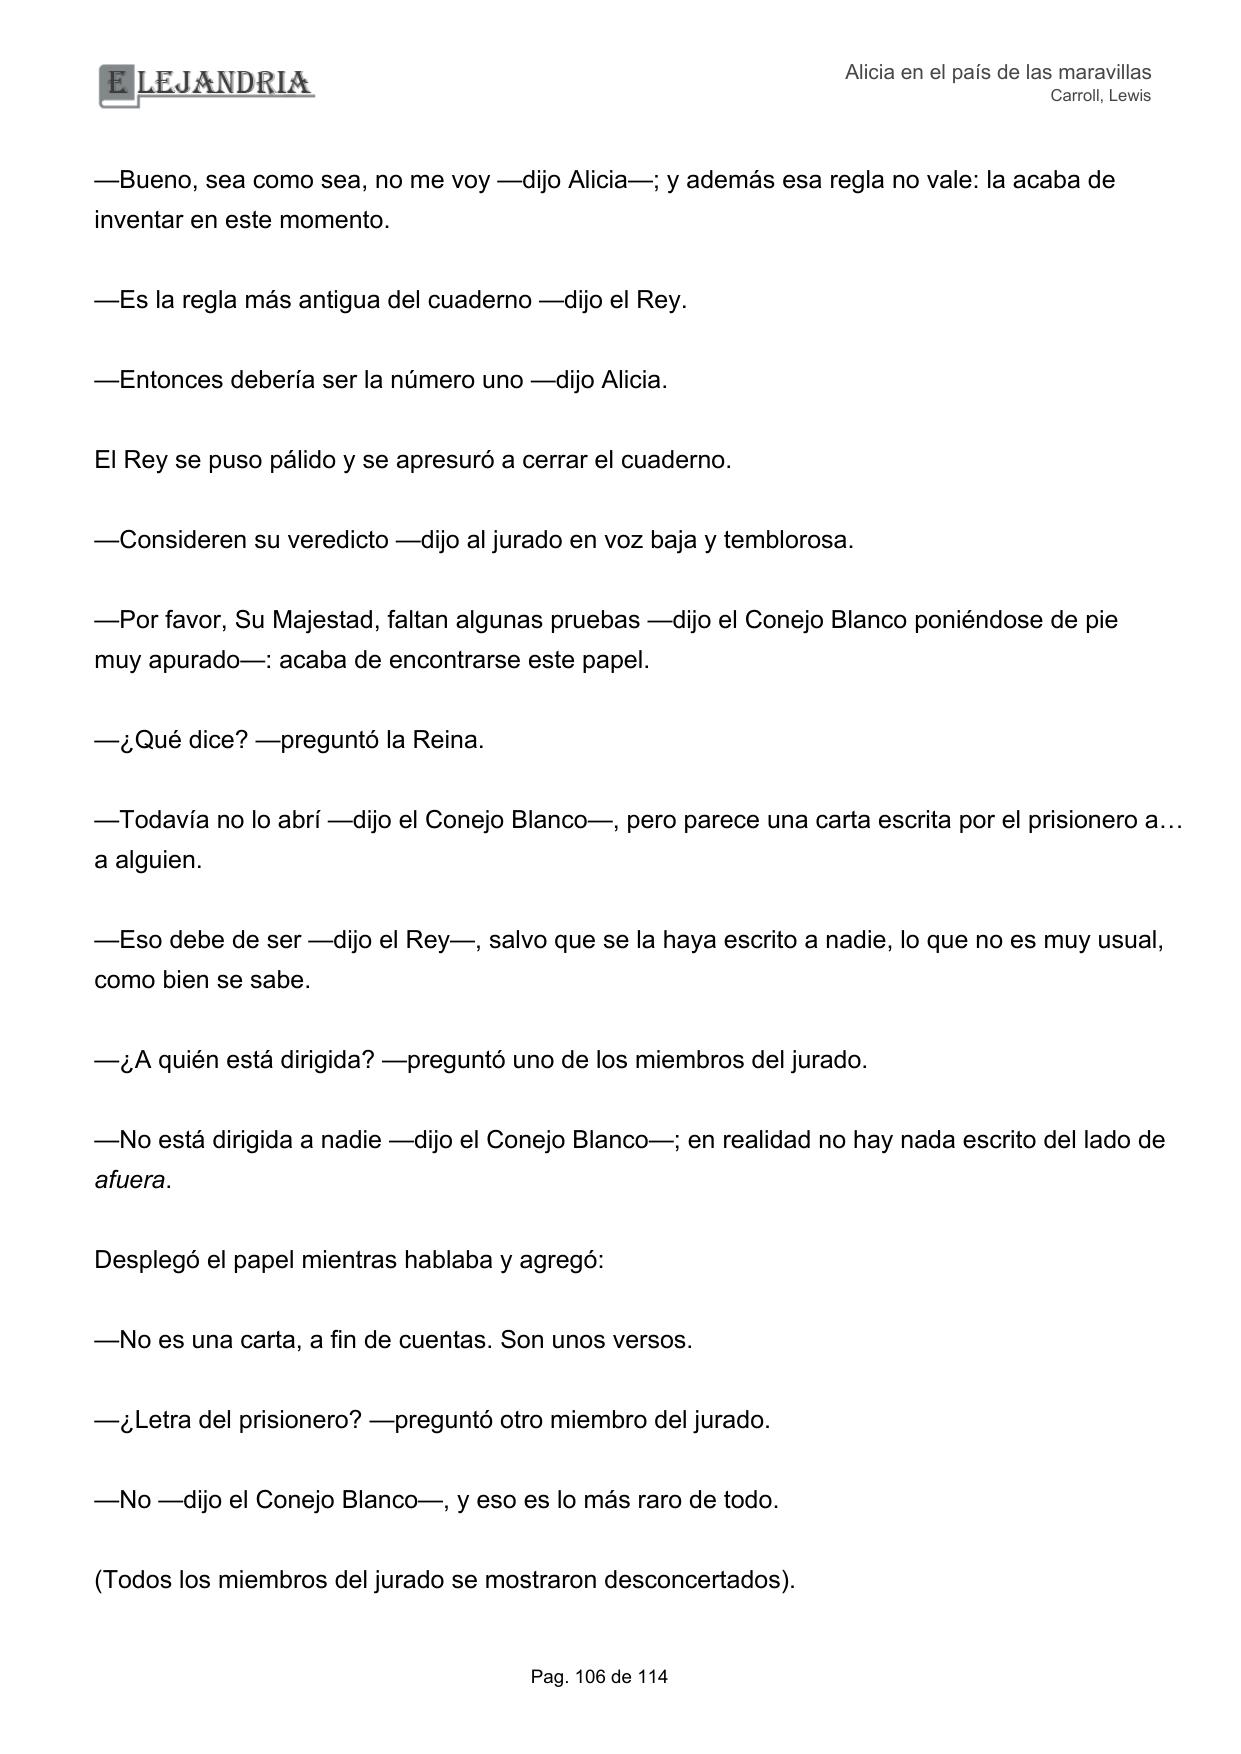 ELEJANDRIA
Alicia en el país de las maravillas
Carroll, Lewis
—Bueno, sea como sea, no me voy —dijo Alicia—; y además esa regla no vale: la acaba de
inventar en este momento.
—Es la regla más antigua del cuaderno —dijo el Rey.
—Entonces debería ser la número uno —dijo Alicia.
El Rey se puso pálido y se apresuró a cerrar el cuaderno.
—Consideren su veredicto —dijo al jurado en voz baja y temblorosa.
—Por favor, Su Majestad, faltan algunas pruebas —dijo el Conejo Blanco poniéndose de pie
muy apurado—: acaba de encontrarse este papel.
—¿Qué dice? —preguntó la Reina.
—Todavía no lo abrí —dijo el Conejo Blanco—, pero parece una carta escrita por el prisionero a…
a alguien.
—Eso debe de ser —dijo el Rey—, salvo que se la haya escrito a nadie, lo que no es muy usual,
como bien se sabe.
—¿A quién está dirigida? —preguntó uno de los miembros del jurado.
—No está dirigida a nadie —dijo el Conejo Blanco—; en realidad no hay nada escrito del lado de
afuera.
Desplegó el papel mientras hablaba y agregó:
—No es una carta, a fin de cuentas. Son unos versos.
—¿Letra del prisionero? —preguntó otro miembro del jurado.
—No —dijo el Conejo Blanco—, y eso es lo más raro de todo.
(Todos los miembros del jurado se mostraron desconcertados).
Pag. 106 de 114